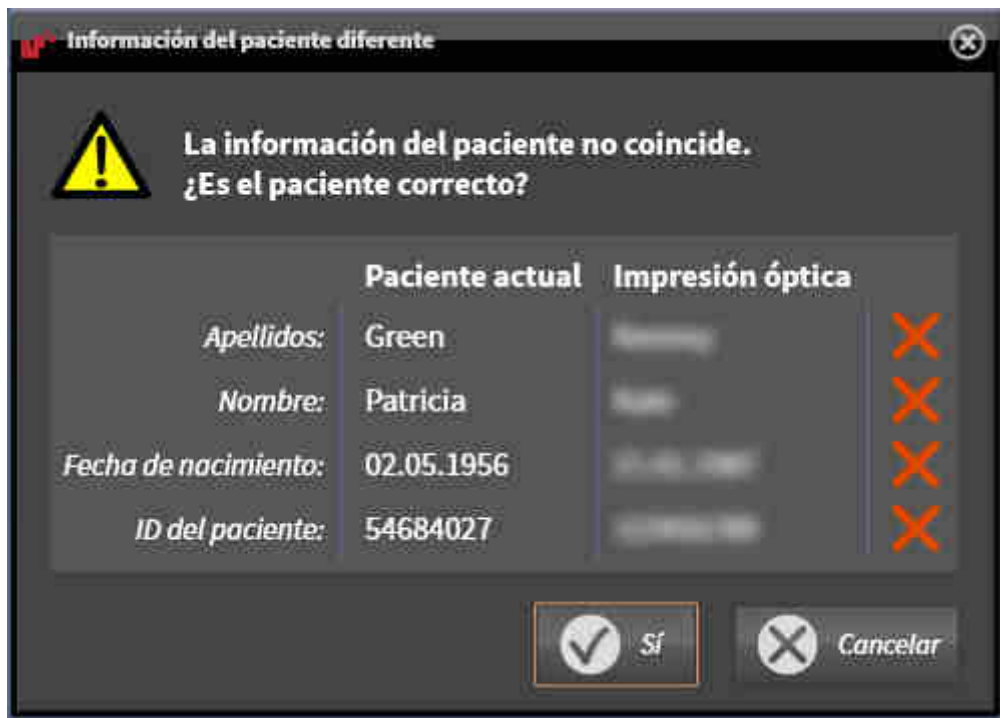 Información del paciente diferente
La información del paciente no coincide.
¿Es el paciente correcto?
Paciente actual Impresión óptica
Apellidos: Green
Nombre: Patricia
Fecha de nacimiento: 02.05.1956
ID del paciente: 54684027
Sí Cancelar